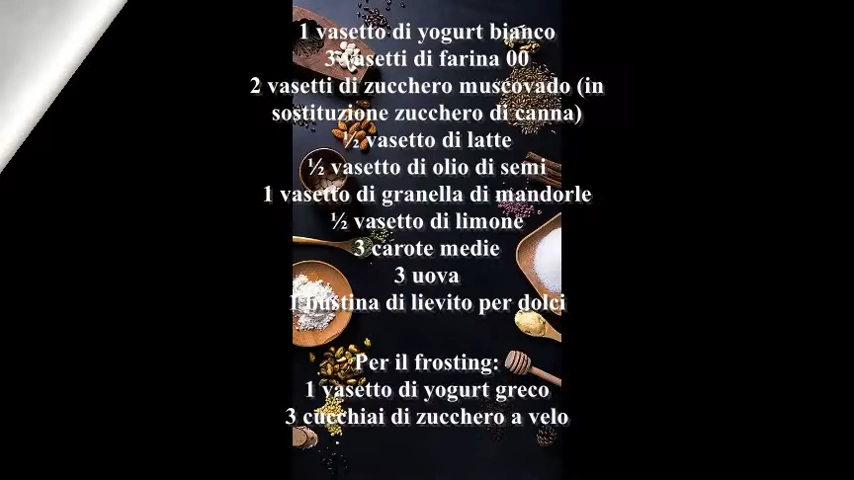 1 vasetto di yogurt bianco
3 vasetti di farina 00
2 vasetti di zucchero muscovado (in
sostituzione zucchero di canna)
½ vasetto di latte
½ vasetto di olio di semi
1 vasetto di granella di mandorle
½ vasetto di limone
3 carote medie
3 uova
1 bustina di lievito per dolci
Per il frosting:
1 vasetto di yogurt greco
3 cucchiai di zucchero a velo